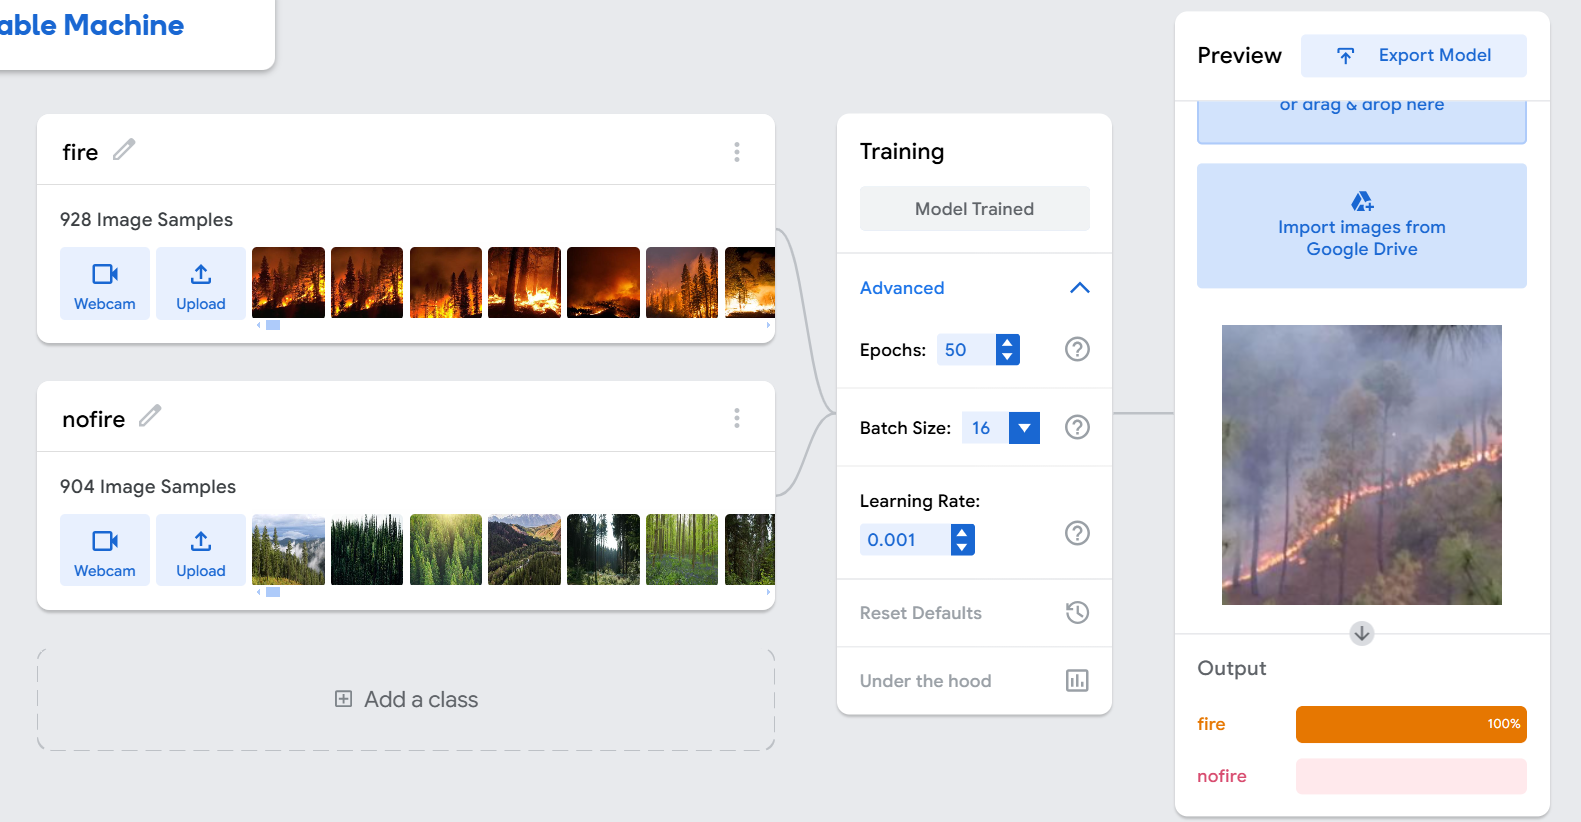 able Machine
fire
928 Image Samples
Webcam
Upload
nofire
904 Image Samples
Webcam
Upload
Add a class
Training
Model Trained
Advanced
Epochs: 50
Batch Size: 16
Learning Rate:
0.001
Reset Defaults
Under the hood
Preview
Export Model
or drag & drop here
Import images from
Google Drive
Output
fire 100%
nofire